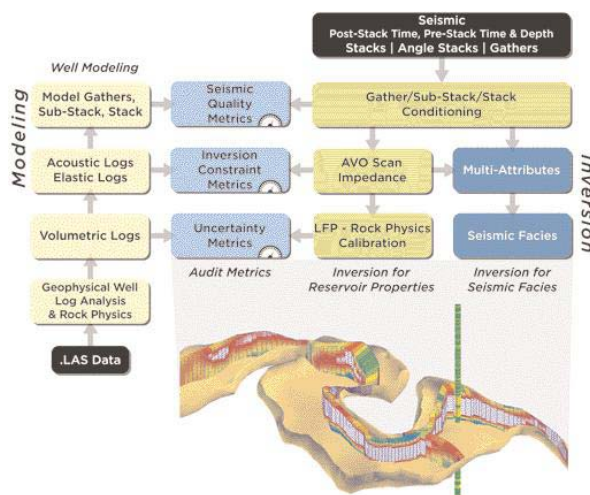 Seismic
Post-Stack Time, Pre-Stack Time & Depth
Stacks | Angle Stacks | Gathers
Well Modeling
Modeling
Model Gathers,
Sub-Stack, Stack
Seismic
Quality
Metrics
Gather/Sub-Stack/Stack
Conditioning
Acoustic Logs
Elastic Logs
Inversion
Constraint
Metrics
AVO Scan
Impedance
Multi-Attributes
Inversion
Volumetric Logs
Uncertainty
Metrics
LFP - Rock Physics
Calibration
Seismic Facies
Geophysical Well
Log Analysis
& Rock Physics
Audit Metrics
Inversion for
Reservoir Properties
Inversion for
Seismic Facies
.LAS Data